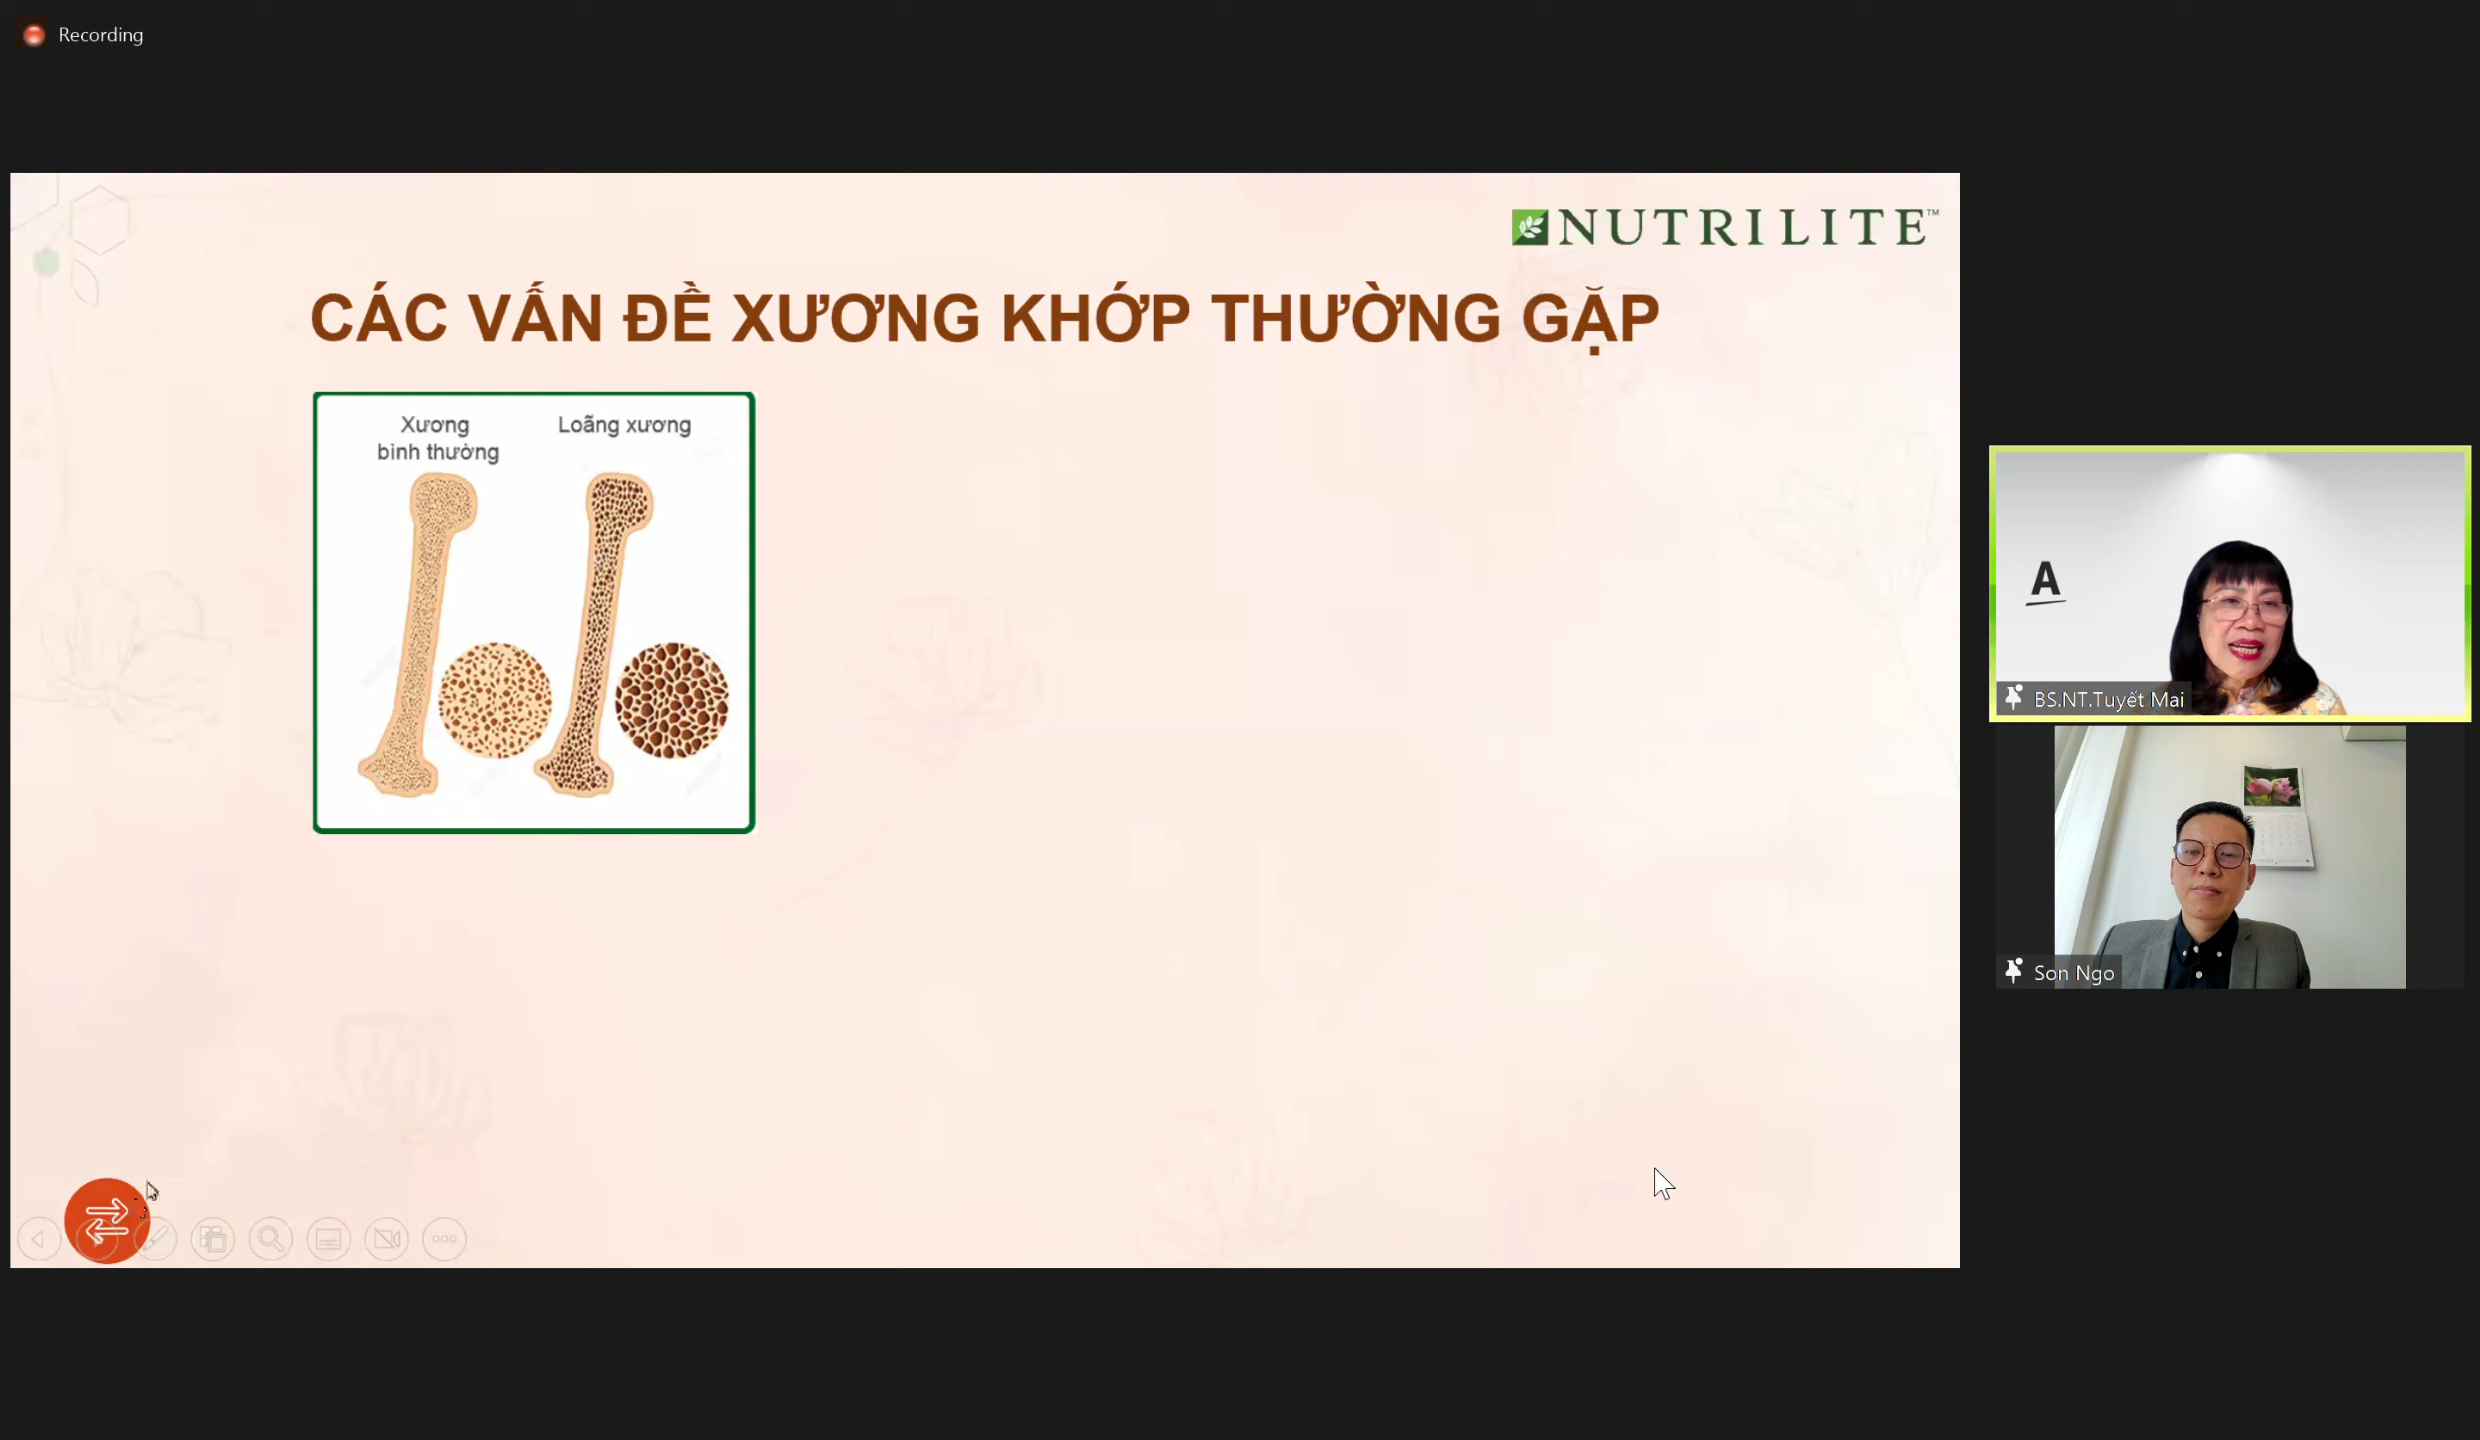 Recording
NUTRILITE™
CÁC VẤN ĐỀ XƯƠNG KHỚP THƯỜNG GẶP
Xương
bình thường
Loãng xương
A
BS.NT.Tuyết Mai
Son Ngo